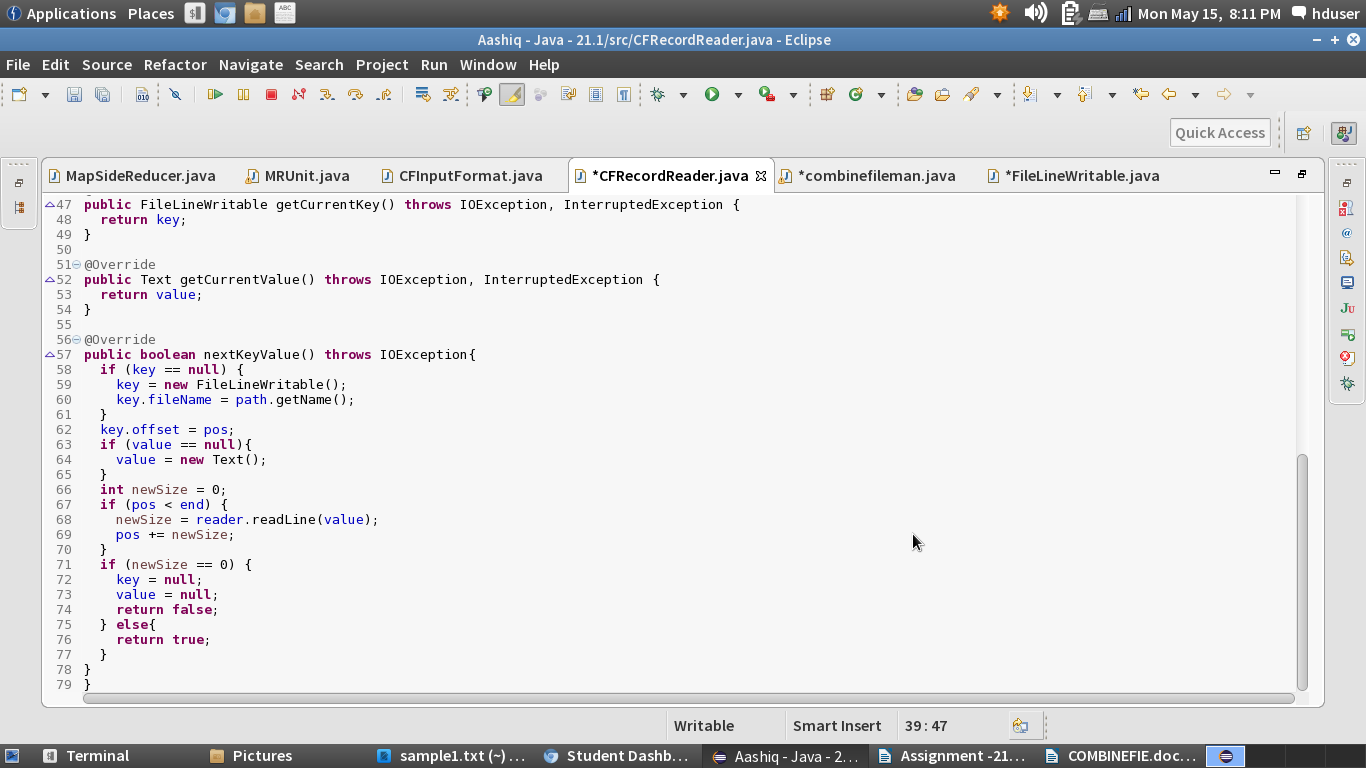 Applications Places Mon May 15, 8:11 PM hduser
Aashiq - Java - 21.1/src/CFRecordReader.java - Eclipse
File Edit Source Refactor Navigate Search Project Run Window Help
Quick Access
MapSideReducer.java MRUnit.java CFInputFormat.java *CFRecordReader.java *combinefileman.java *FileLineWritable.java
47 public FileLineWritable getCurrentKey() throws IOException, InterruptedException {
48 return key;
49 }
50
51 @Override
52 public Text getCurrentValue() throws IOException, InterruptedException {
53 return value;
54 }
55
56 @Override
57 public boolean nextKeyValue() throws IOException{
58 if (key == null) {
59 key = new FileLineWritable();
60 key.fileName = path.getName();
61 }
62 key.offset = pos;
63 if (value == null){
64 value = new Text();
65 }
66 int newSize = 0;
67 if (pos < end) {
68 newSize = reader.readLine(value);
69 pos += newSize;
70 }
71 if (newSize == 0) {
72 key = null;
73 value = null;
74 return false;
75 } else{
76 return true;
77 }
78 }
79 }
Writable Smart Insert 39 : 47
Terminal Pictures sample1.txt (~) ... Student Dashb... Aashiq - Java - 2... Assignment -21... COMBINEFIE.doc...